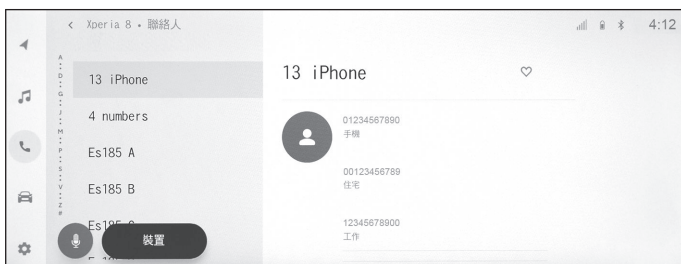 Xperia 8 • 聯絡人
4:12
A
D
G
J
M
P
S
V
Z
#
13 iPhone
4 numbers
Es185 A
Es185 B
裝置
13 iPhone
01234567890
手機
00123456789
住宅
12345678900
工作